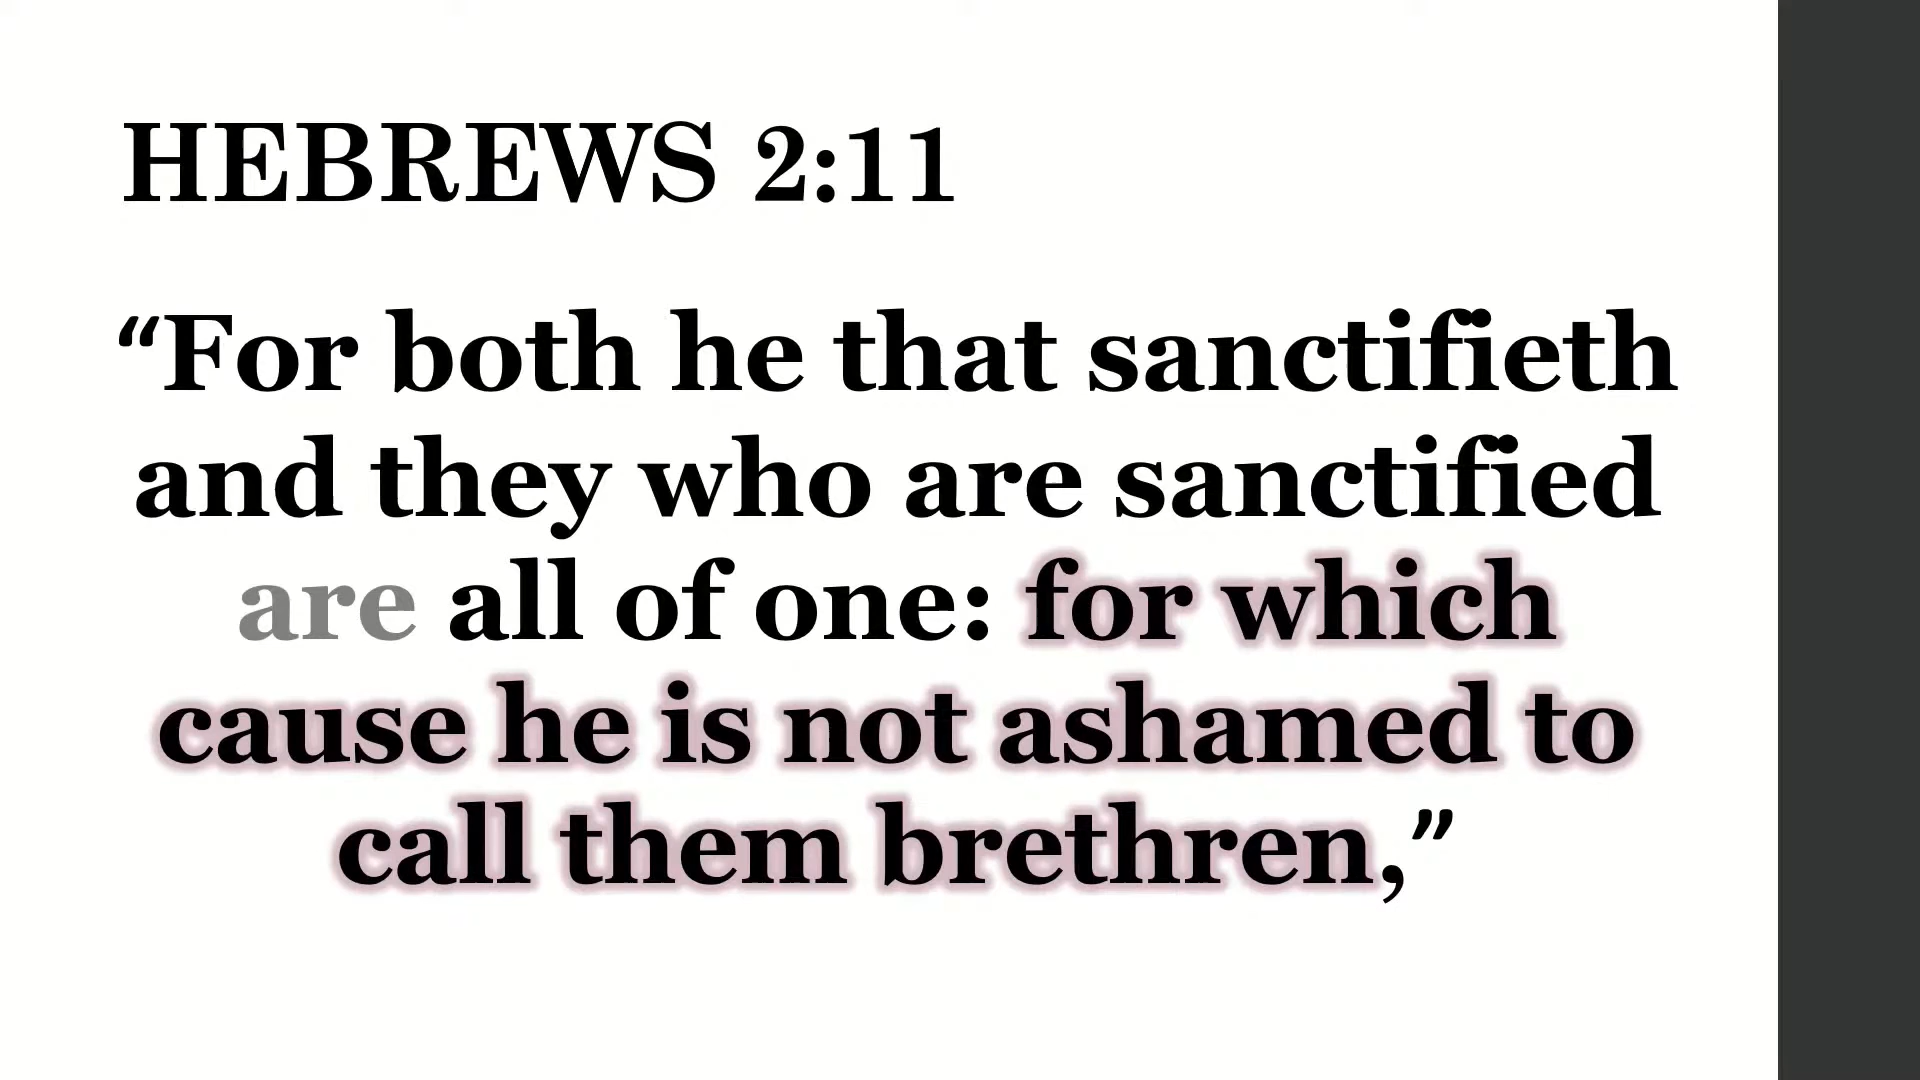 HEBREWS 2:11
“For both he that sanctifieth
and they who are sanctified
are all of one: for which
cause he is not ashamed to
call them brethren,”